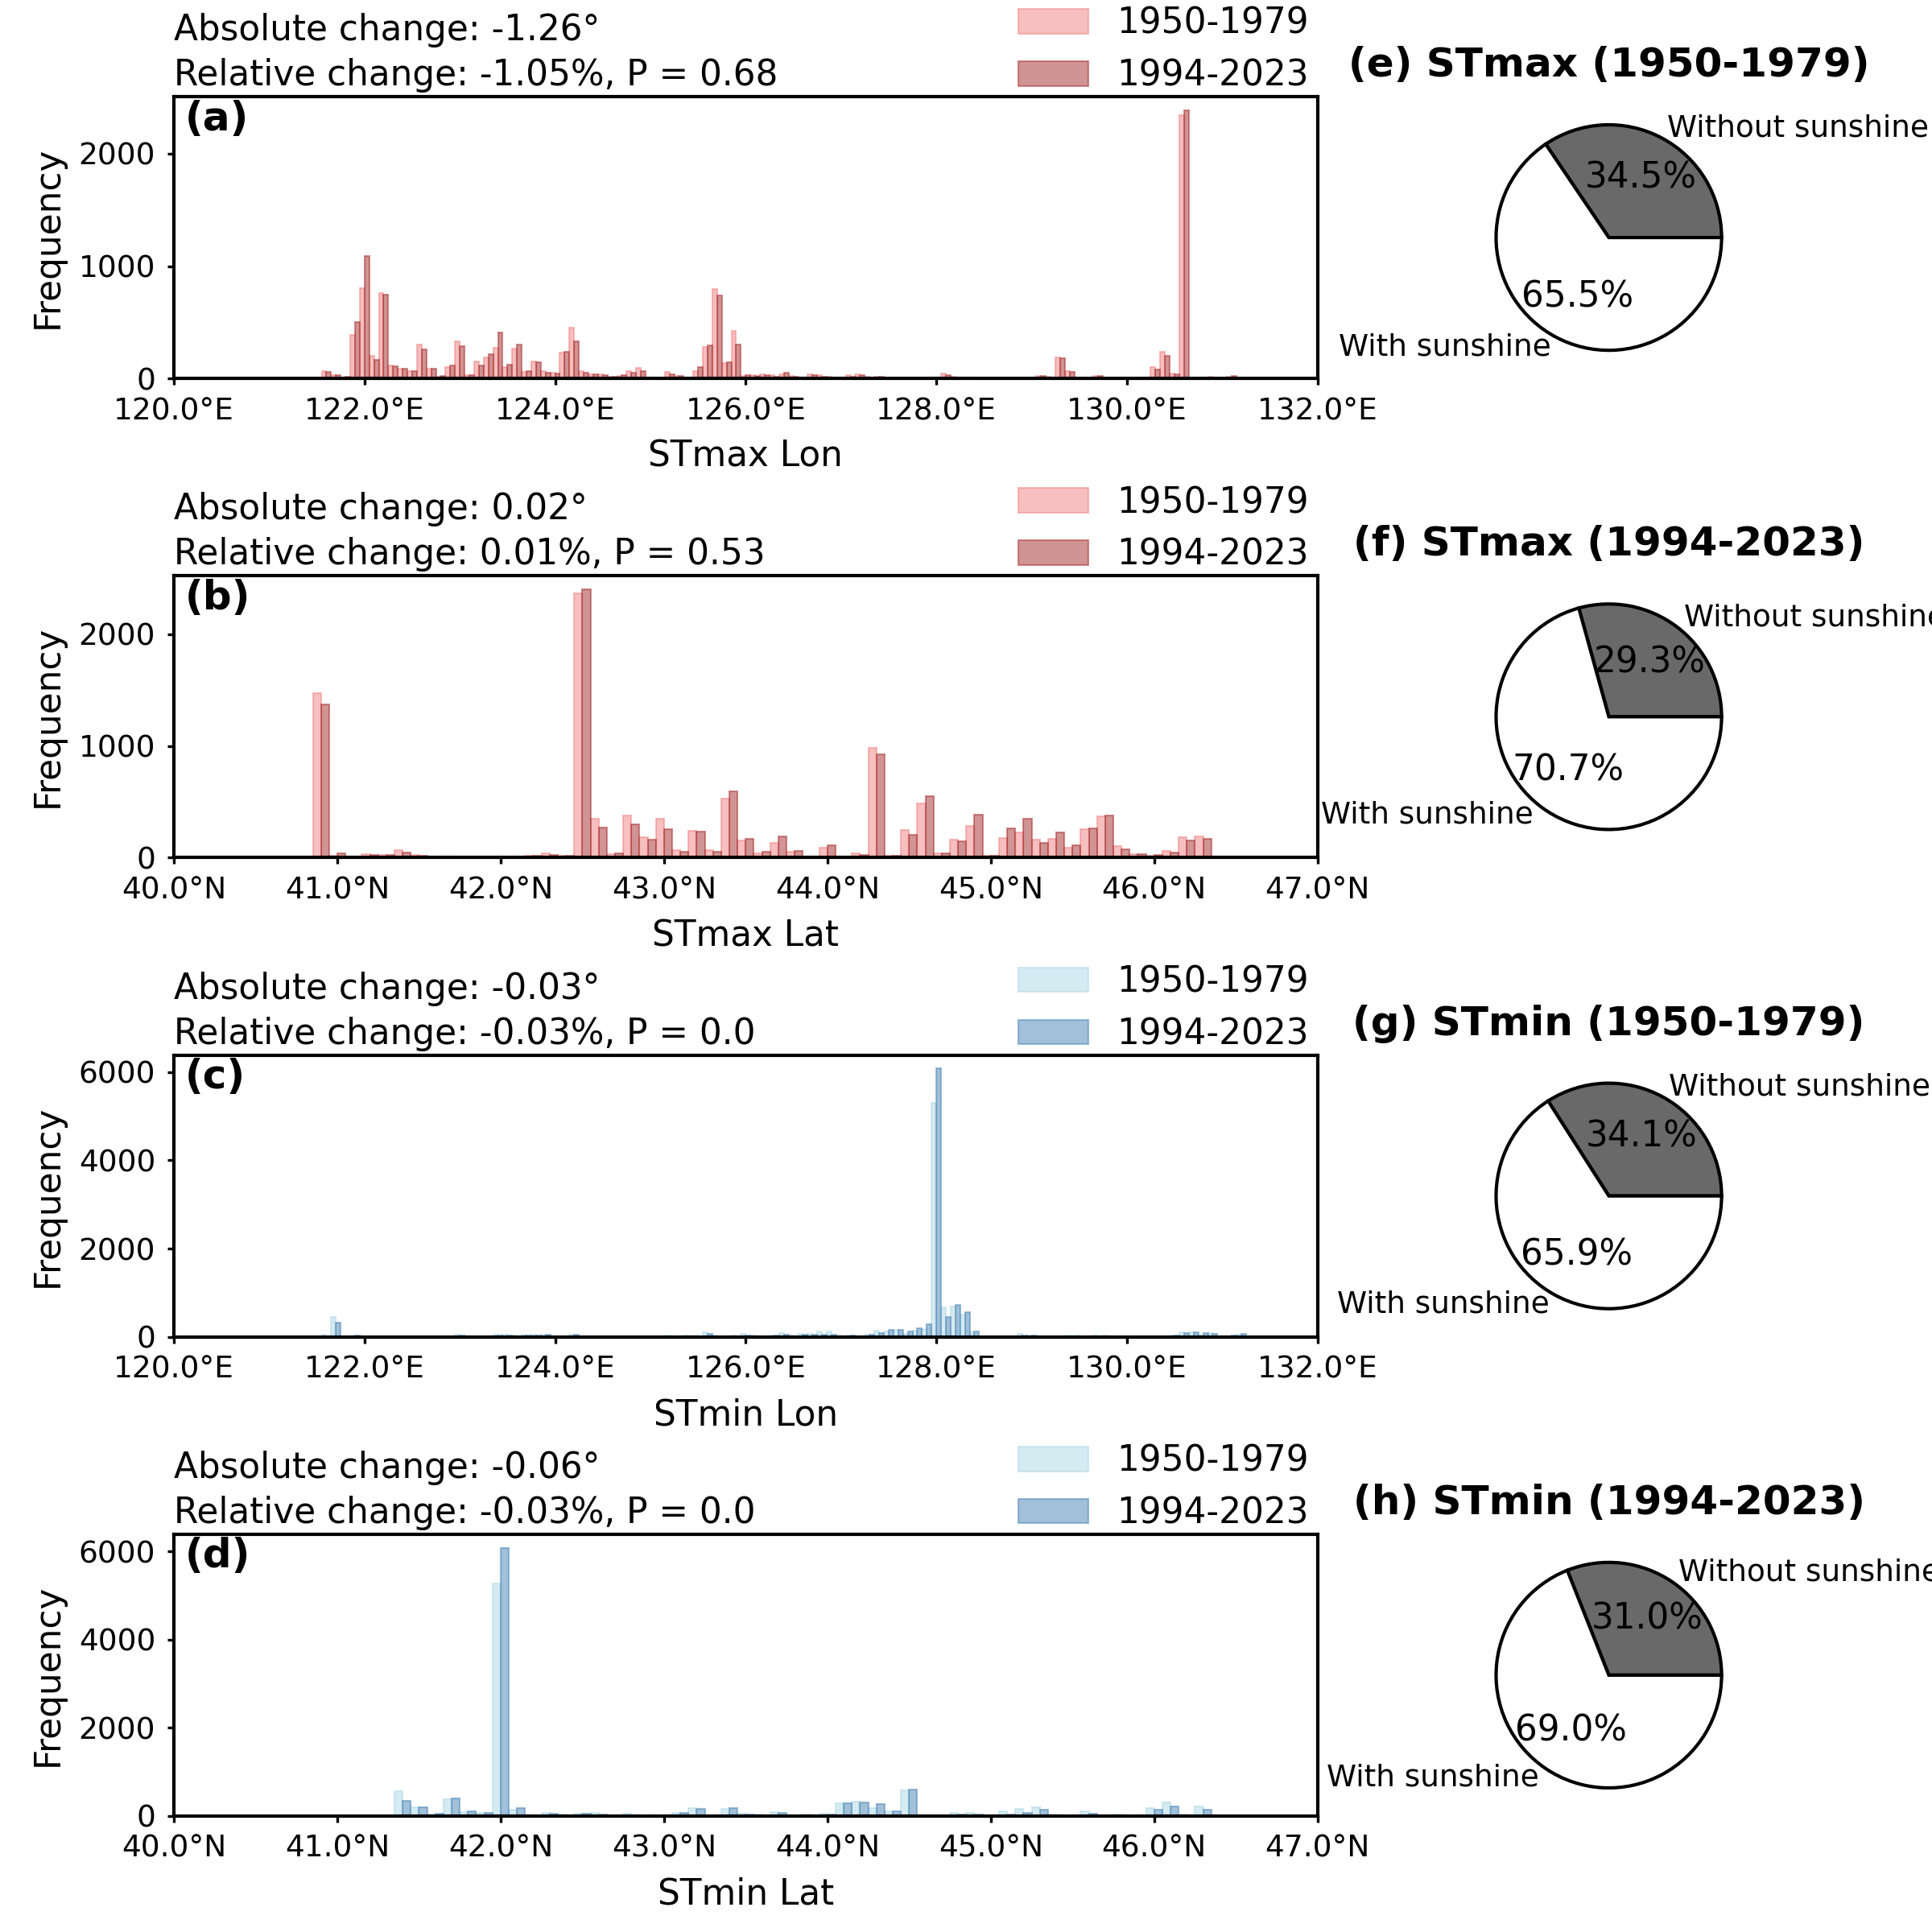 Absolute change: -1.26°
Relative change: -1.05%, P = 0.68
1950-1979
1994-2023
(a)
Frequency
2000
1000
0
120.0°E 122.0°E 124.0°E 126.0°E 128.0°E 130.0°E 132.0°E
STmax Lon
(e) STmax (1950-1979)
Without sunshine
34.5%
65.5%
With sunshine
Absolute change: 0.02°
Relative change: 0.01%, P = 0.53
1950-1979
1994-2023
(b)
Frequency
2000
1000
0
40.0°N 41.0°N 42.0°N 43.0°N 44.0°N 45.0°N 46.0°N 47.0°N
STmax Lat
(f) STmax (1994-2023)
Without sunshine
29.3%
70.7%
With sunshine
Absolute change: -0.03°
Relative change: -0.03%, P = 0.0
1950-1979
1994-2023
(c)
Frequency
6000
4000
2000
0
120.0°E 122.0°E 124.0°E 126.0°E 128.0°E 130.0°E 132.0°E
STmin Lon
(g) STmin (1950-1979)
Without sunshine
34.1%
65.9%
With sunshine
Absolute change: -0.06°
Relative change: -0.03%, P = 0.0
1950-1979
1994-2023
(d)
Frequency
6000
4000
2000
0
40.0°N 41.0°N 42.0°N 43.0°N 44.0°N 45.0°N 46.0°N 47.0°N
STmin Lat
(h) STmin (1994-2023)
Without sunshine
31.0%
69.0%
With sunshine